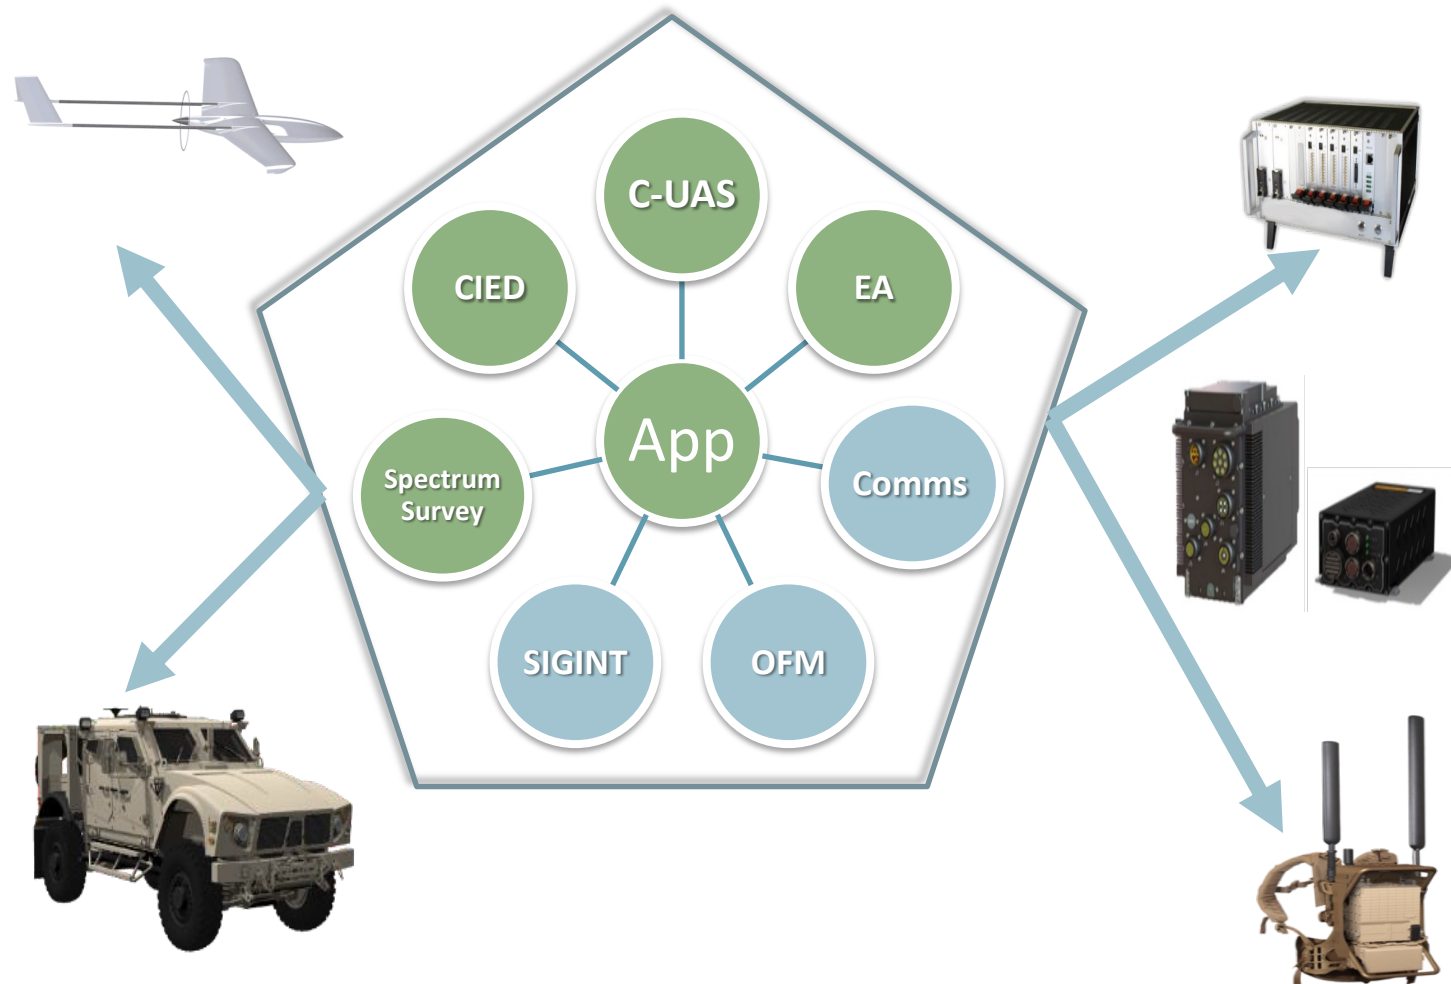 C-UAS
CIED
EA
App
Spectrum
Survey
Comms
SIGINT
OFM